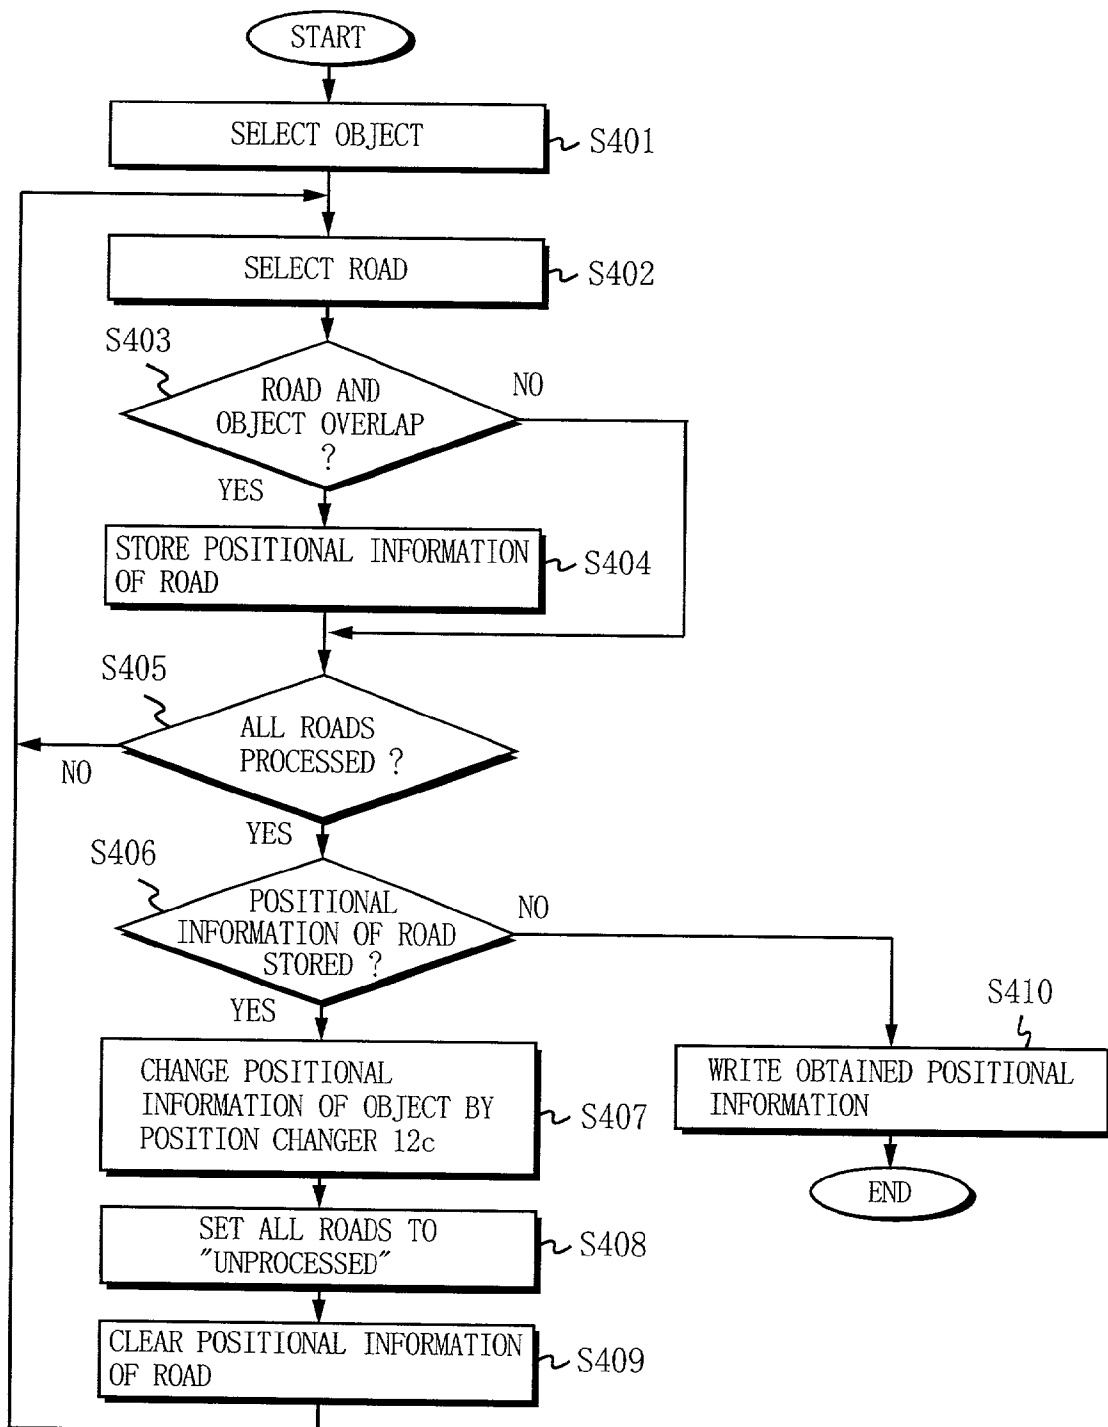 START
SELECT OBJECT
S401
SELECT ROAD
S402
S403
ROAD AND
OBJECT OVERLAP
?
NO
YES
STORE POSITIONAL INFORMATION
OF ROAD
S404
S405
ALL ROADS
PROCESSED ?
NO
YES
S406
POSITIONAL
INFORMATION OF ROAD
STORED ?
NO
YES
S410
CHANGE POSITIONAL
INFORMATION OF OBJECT BY
POSITION CHANGER 12c
S407
WRITE OBTAINED POSITIONAL
INFORMATION
END
SET ALL ROADS TO
"UNPROCESSED"
S408
CLEAR POSITIONAL INFORMATION
OF ROAD
S409